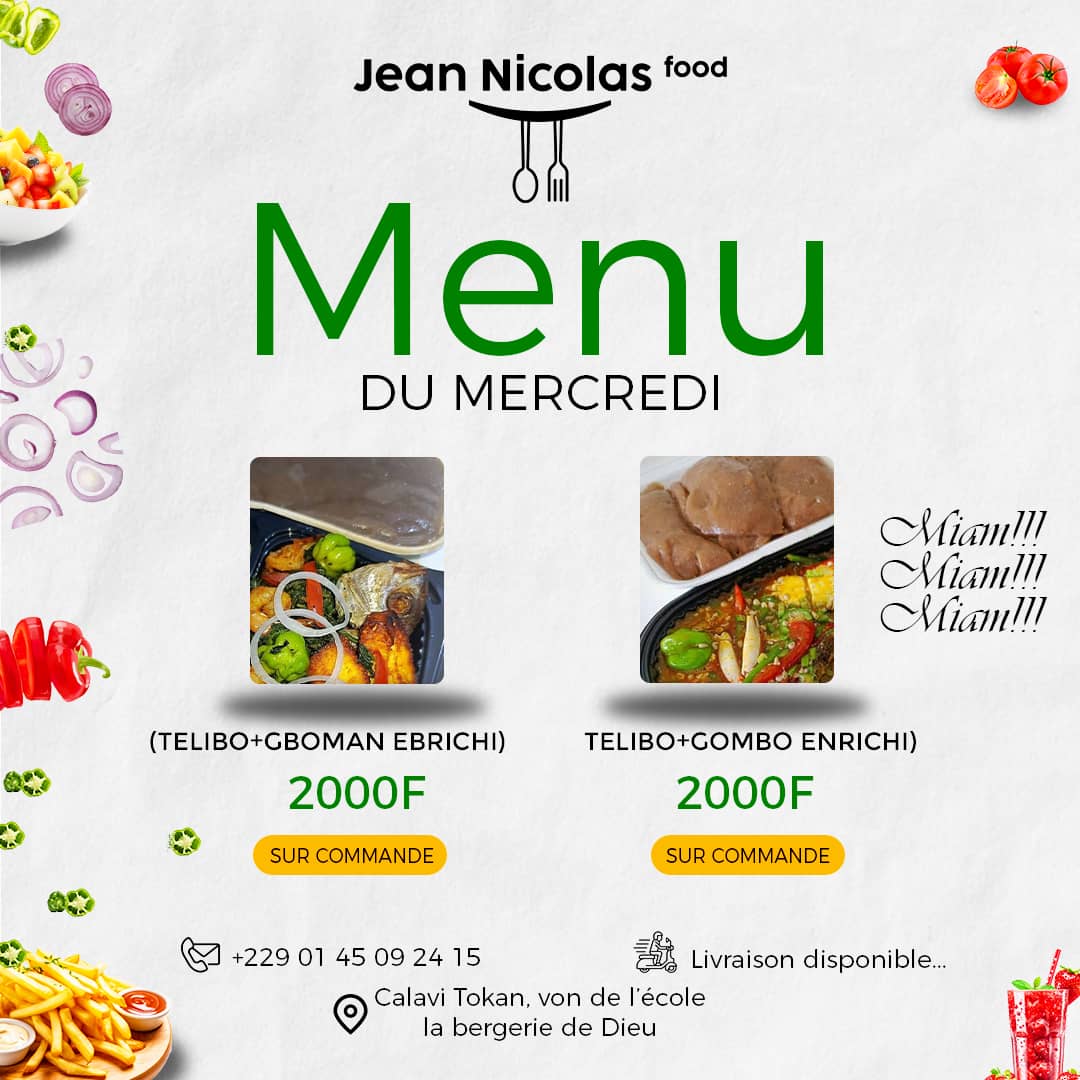 Jean Nicolas food
Menu
DU MERCREDI
Miam!!!
Miam!!!
Miam!!!
(TELIBO+GBOMAN EBRICHI)
2000F
SUR COMMANDE
TELIBO+GOMBO ENRICHI)
2000F
SUR COMMANDE
+229 01 45 09 24 15
Livraison disponible...
Calavi Tokan, von de l'école
la bergerie de Dieu